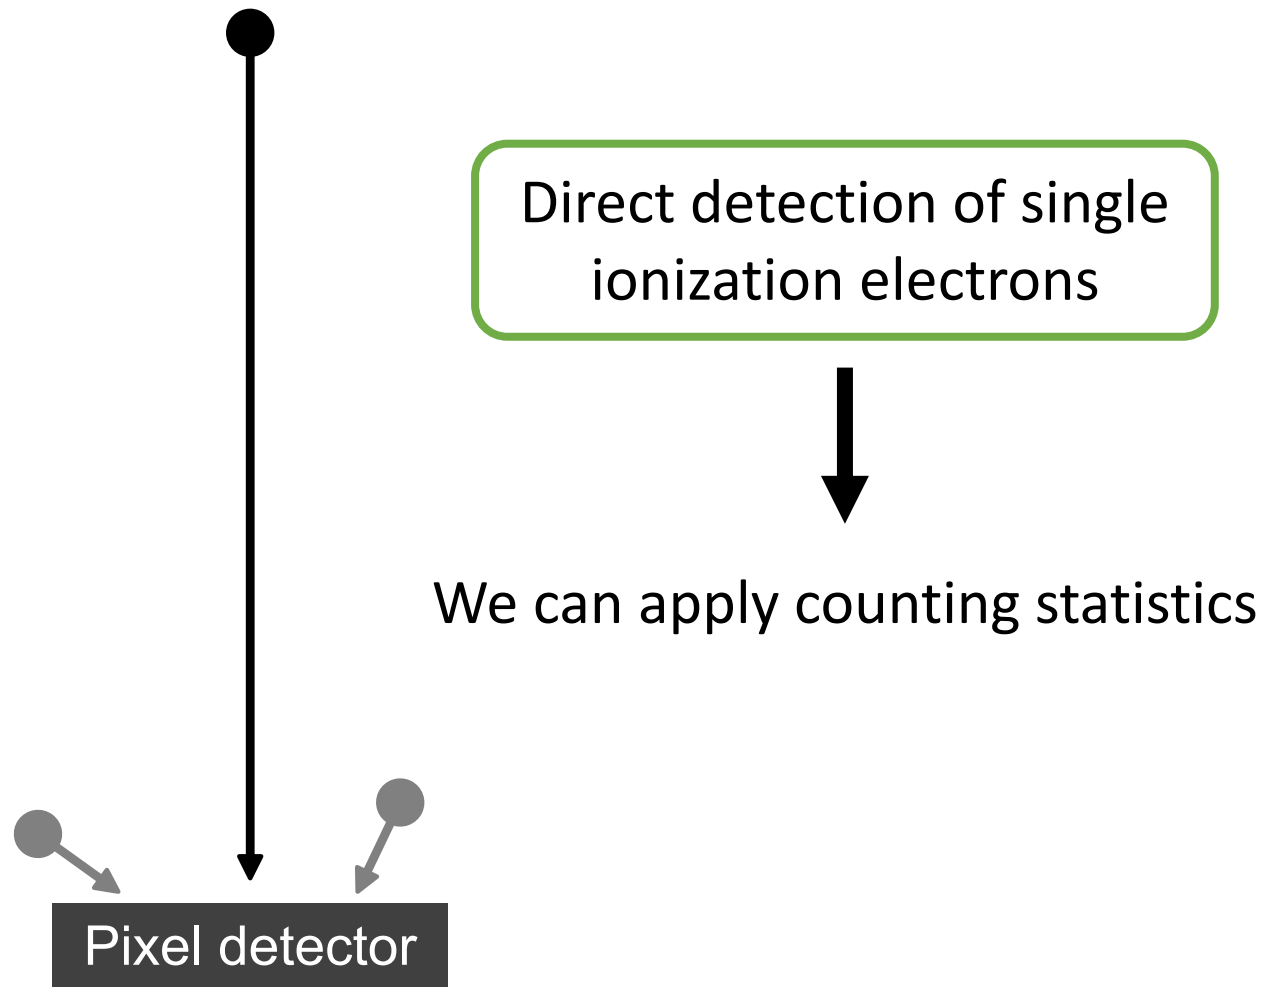 Direct detection of single
ionization electrons
We can apply counting statistics
Pixel detector